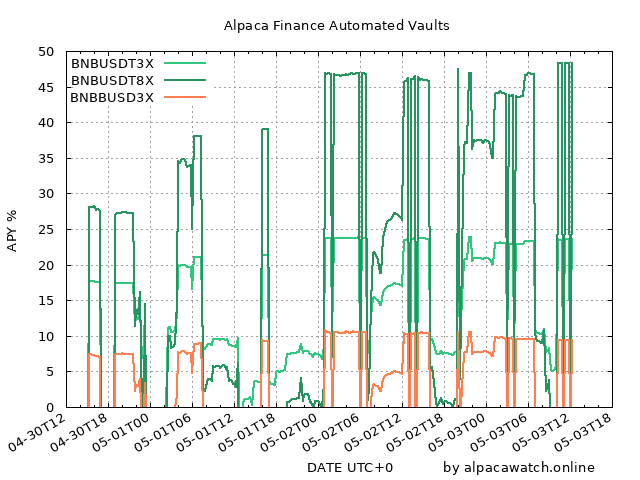 Alpaca Finance Automated Vaults
BNBUSDT3X
BNBUSDT8X
BNBBUSD3X
APY %
50
45
40
35
30
25
20
15
10
5
0
04-30T12
04-30T18
05-01T00
05-01T06
05-01T12
05-01T18
05-02T00
05-02T06
05-02T12
05-02T18
05-03T00
05-03T06
05-03T12
05-03T18
DATE UTC+0
by alpacawatch.online